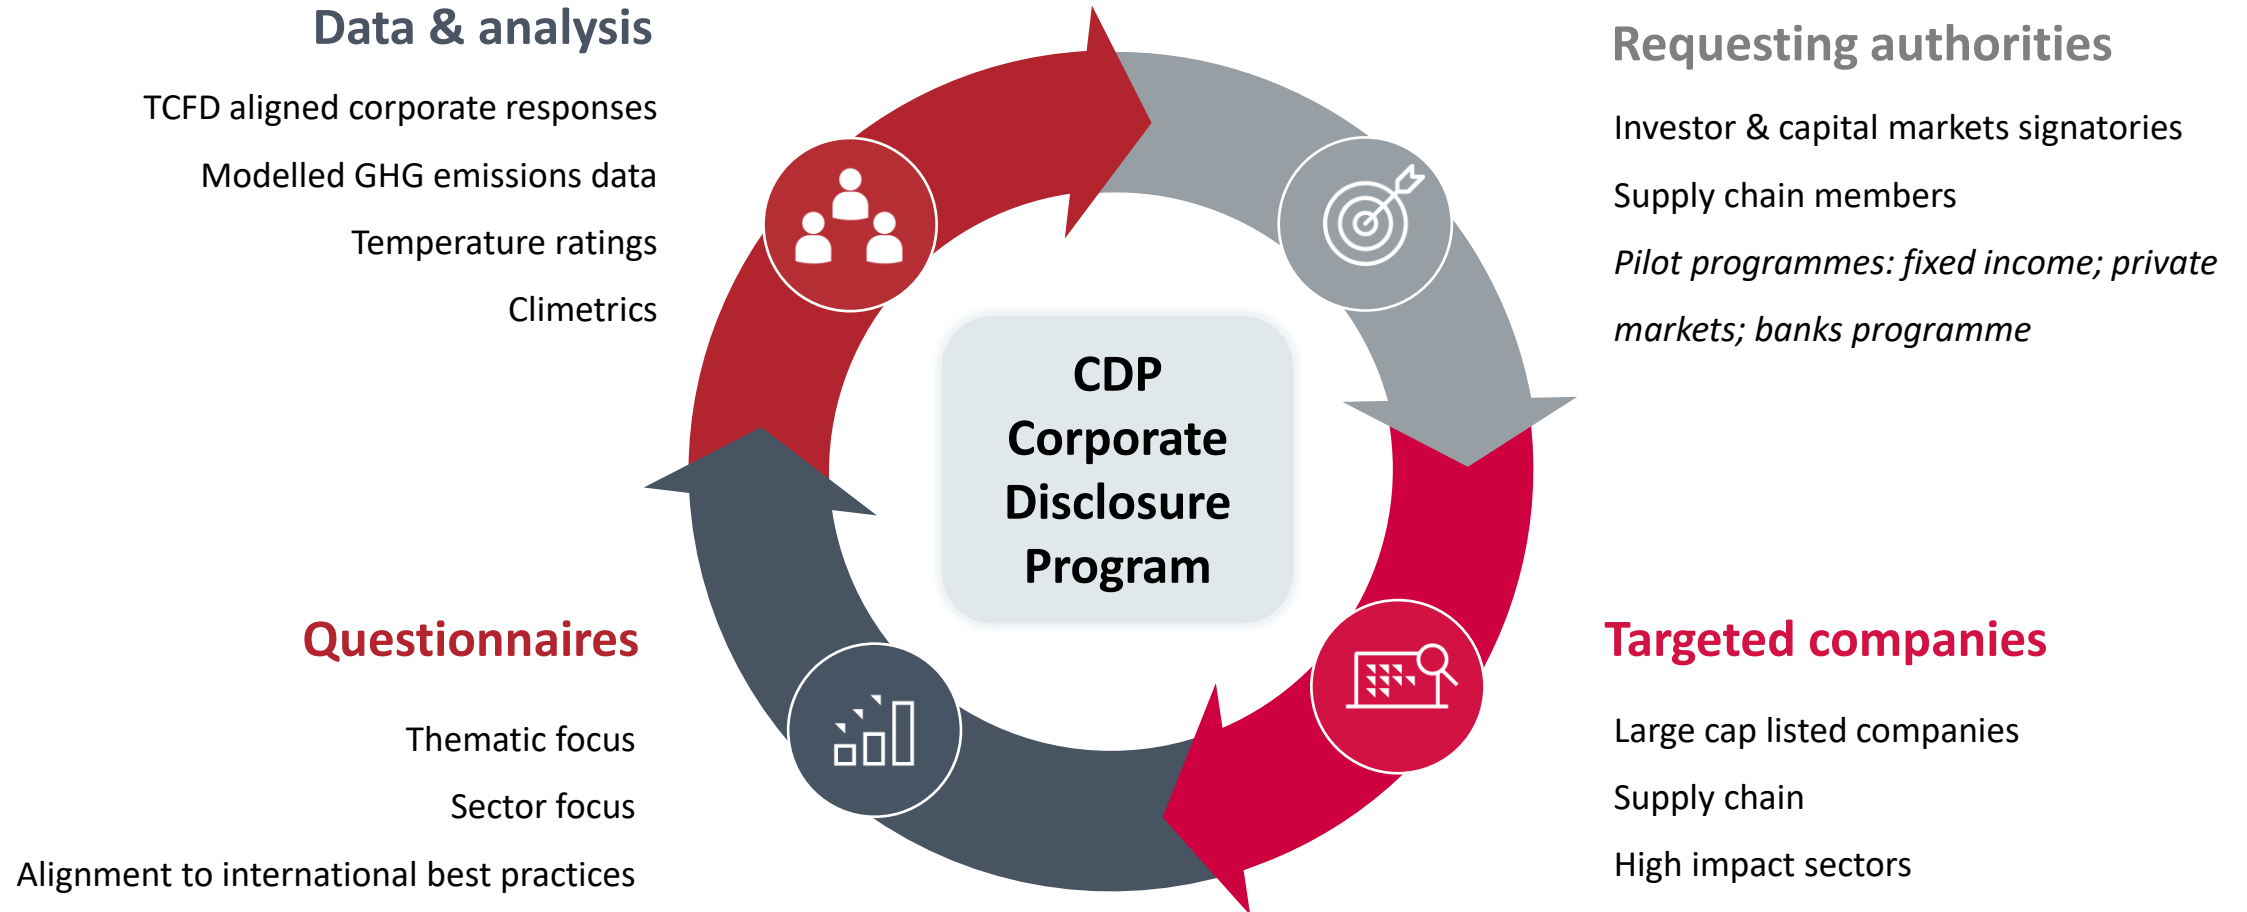 Data & analysis
TCFD aligned corporate responses
Modelled GHG emissions data
Temperature ratings
Climetrics
Requesting authorities
Investor & capital markets signatories
Supply chain members
Pilot programmes: fixed income; private
markets; banks programme
CDP
Corporate
Disclosure
Program
Questionnaires
Thematic focus
Sector focus
Alignment to international best practices
Targeted companies
Large cap listed companies
Supply chain
High impact sectors